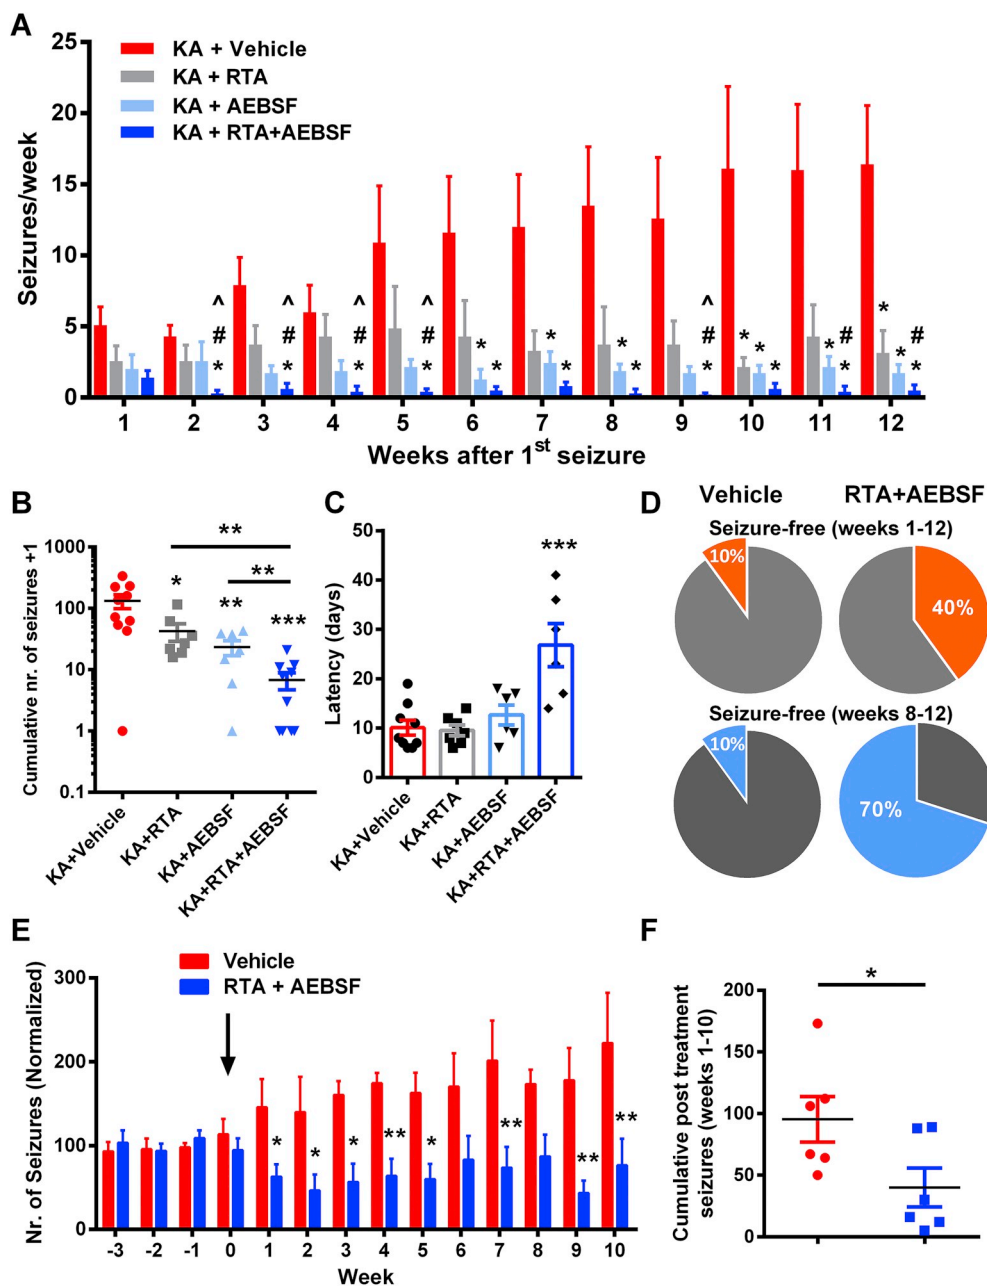 A
25
20
15
10
5
0
Seizures/week
KA + Vehicle
KA + RTA
KA + AEBSF
KA + RTA+AEBSF
^ ^ ^ ^ ^
# # # # # # #
* * * * * * * * * * * * * * * * * *
1 2 3 4 5 6 7 8 9 10 11 12
Weeks after 1st seizure
B
Cumulative nr. of seizures +1
1000
100
10
1
0.1
**
**
*
**
***
KA+Vehicle
KA+RTA
KA+AEBSF
KA+RTA+AEBSF
C
Latency (days)
50
40
30
20
10
0
***
KA+Vehicle
KA+RTA
KA+AEBSF
KA+RTA+AEBSF
D
Vehicle RTA+AEBSF
Seizure-free (weeks 1-12)
10%
40%
Seizure-free (weeks 8-12)
10%
70%
E
Vehicle
RTA + AEBSF
Nr. of Seizures (Normalized)
300
200
100
0
* * * ** * ** ** **
-3 -2 -1 0 1 2 3 4 5 6 7 8 9 10
Week
F
Cumulative post treatment
seizures (weeks 1-10)
200
150
100
50
0
*